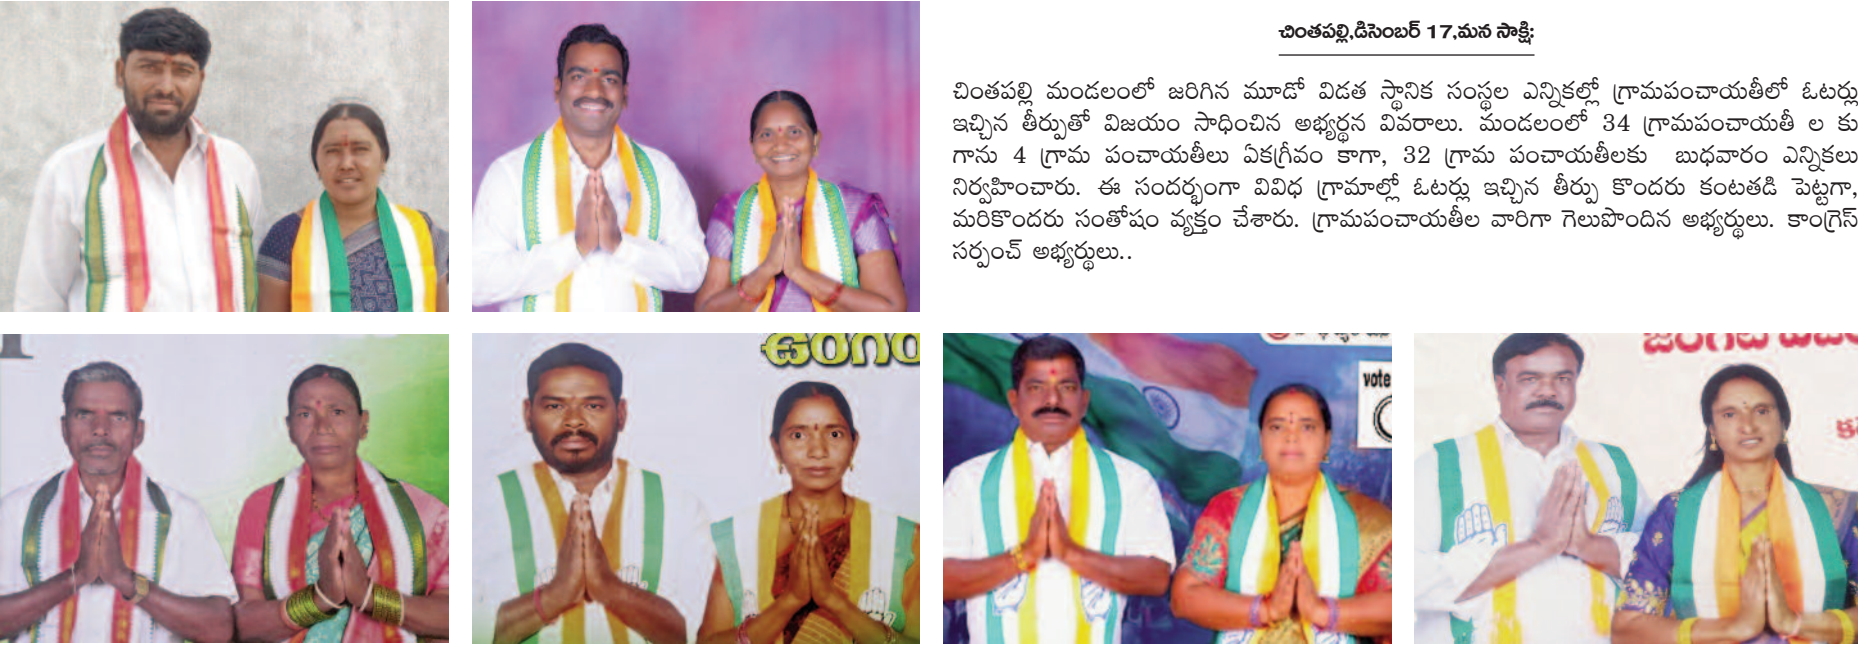 చింతపల్లి,డిసెంబర్ 17,మన సాక్షి:
చింతపల్లి మండలంలో జరిగిన మూడో విడత స్థానిక సంస్థల ఎన్నికల్లో గ్రామపంచాయతీలో ఓటర్లు
ఇచ్చిన తీర్పుతో విజయం సాధించిన అభ్యర్థన వివరాలు. మండలంలో 34 గ్రామపంచాయతీ ల కు
గాను 4 గ్రామ పంచాయతీలు ఏకగ్రీవం కాగా, 32 గ్రామ పంచాయతీలకు బుధవారం ఎన్నికలు
నిర్వహించారు. ఈ సందర్భంగా వివిధ గ్రామాల్లో ఓటర్లు ఇచ్చిన తీర్పు కొందరు కంటతడి పెట్టగా,
మరికొందరు సంతోషం వ్యక్తం చేశారు. గ్రామపంచాయతీల వారిగా గెలుపొందిన అభ్యర్థులు. కాంగ్రెస్
సర్పంచ్ అభ్యర్థులు..
vote